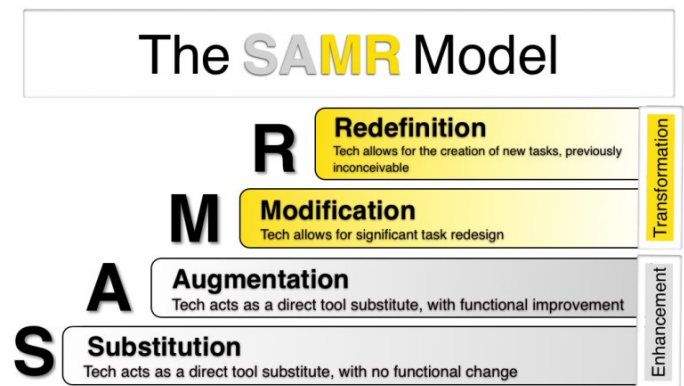 The SAMR Model
R
Redefinition
Tech allows for the creation of new tasks, previously
inconceivable
Transformation
M
Modification
Tech allows for significant task redesign
A
Augmentation
Tech acts as a direct tool substitute, with functional improvement
Enhancement
S
Substitution
Tech acts as a direct tool substitute, with no functional change